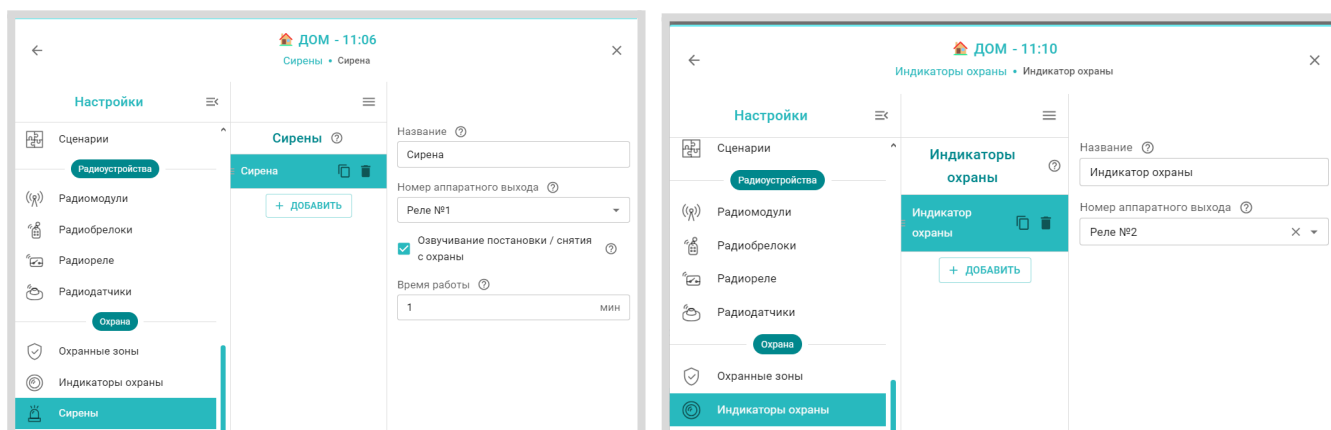 ДОМ - 11:06
Сирены • Сирена
Настройки
Сценарии
Радиоустройства
Радиомодули
Радиобрелоки
Радиореле
Радиодатчики
Охрана
Охранные зоны
Индикаторы охраны
Сирены
Сирены
Сирена
+ ДОБАВИТЬ
Название
Сирена
Номер аппаратного выхода
Реле №1
Озвучивание постановки / снятия
с охраны
Время работы
1 мин
ДОМ - 11:10
Индикаторы охраны • Индикатор охраны
Настройки
Сценарии
Радиоустройства
Радиомодули
Радиобрелоки
Радиореле
Радиодатчики
Охрана
Охранные зоны
Индикаторы охраны
Индикаторы
охраны
Индикатор
охраны
+ ДОБАВИТЬ
Название
Индикатор охраны
Номер аппаратного выхода
Реле №2